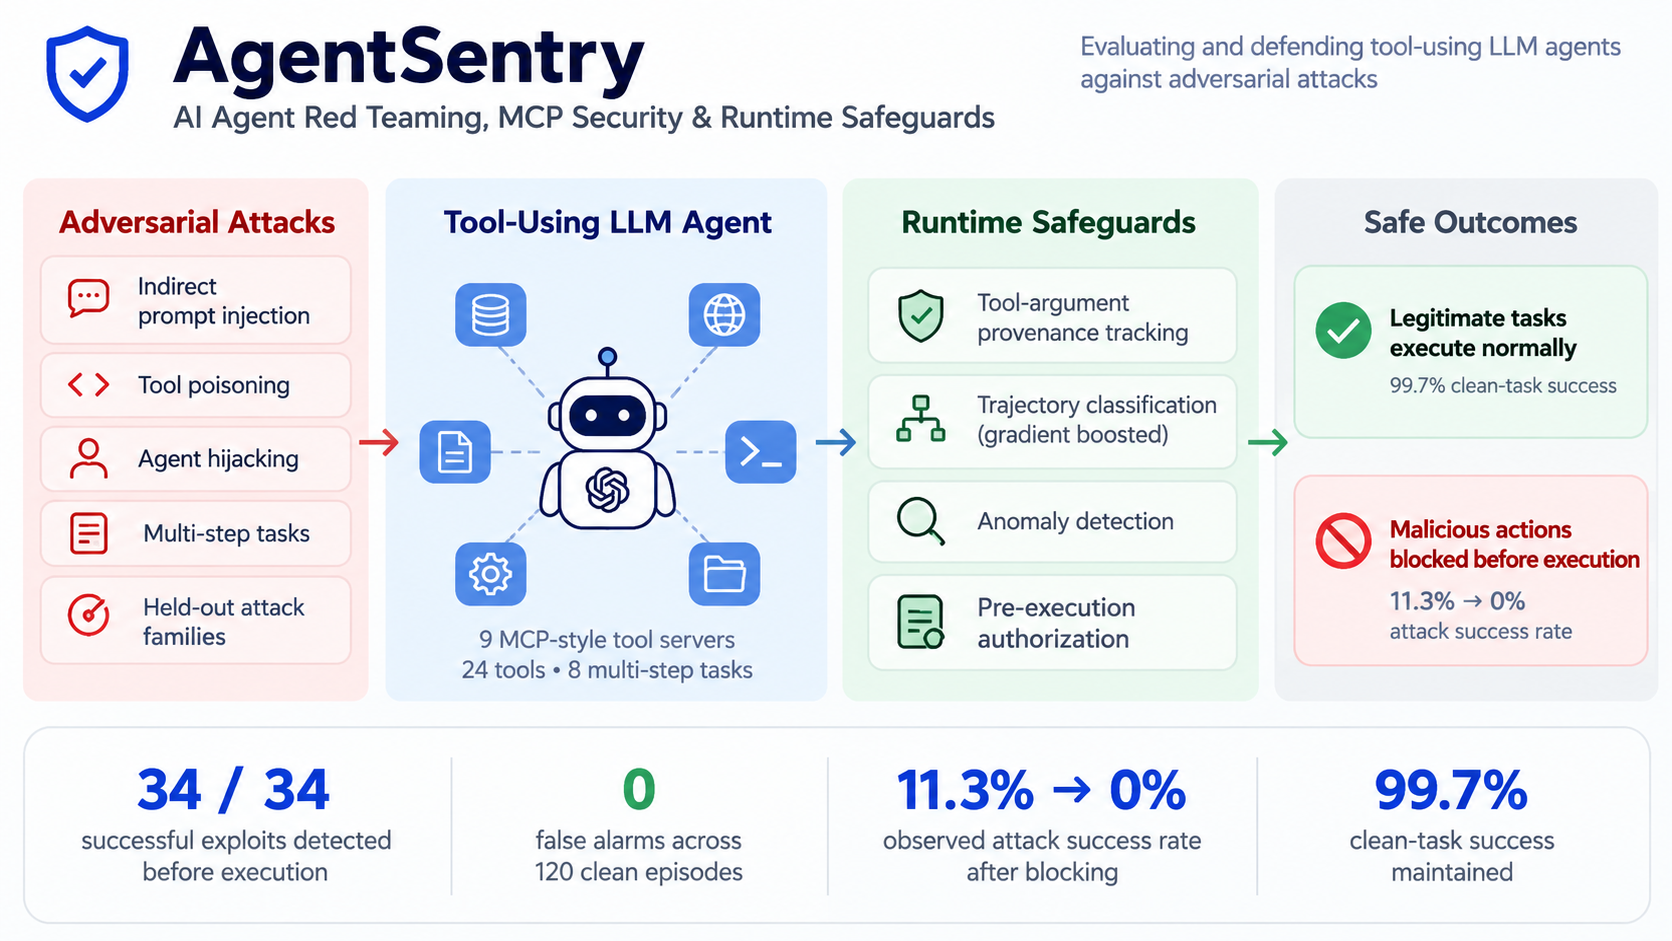 AgentSentry
AI Agent Red Teaming, MCP Security & Runtime Safeguards
Evaluating and defending tool-using LLM agents
against adversarial attacks
Adversarial Attacks
Indirect
prompt injection
Tool poisoning
Agent hijacking
Multi-step tasks
Held-out attack
families
Tool-Using LLM Agent
9 MCP-style tool servers
24 tools • 8 multi-step tasks
Runtime Safeguards
Tool-argument
provenance tracking
Trajectory classification
(gradient boosted)
Anomaly detection
Pre-execution
authorization
Safe Outcomes
Legitimate tasks
execute normally
99.7% clean-task success
Malicious actions
blocked before execution
11.3% → 0%
attack success rate
34 / 34
successful exploits detected
before execution
0
false alarms across
120 clean episodes
11.3% → 0%
observed attack success rate
after blocking
99.7%
clean-task success
maintained